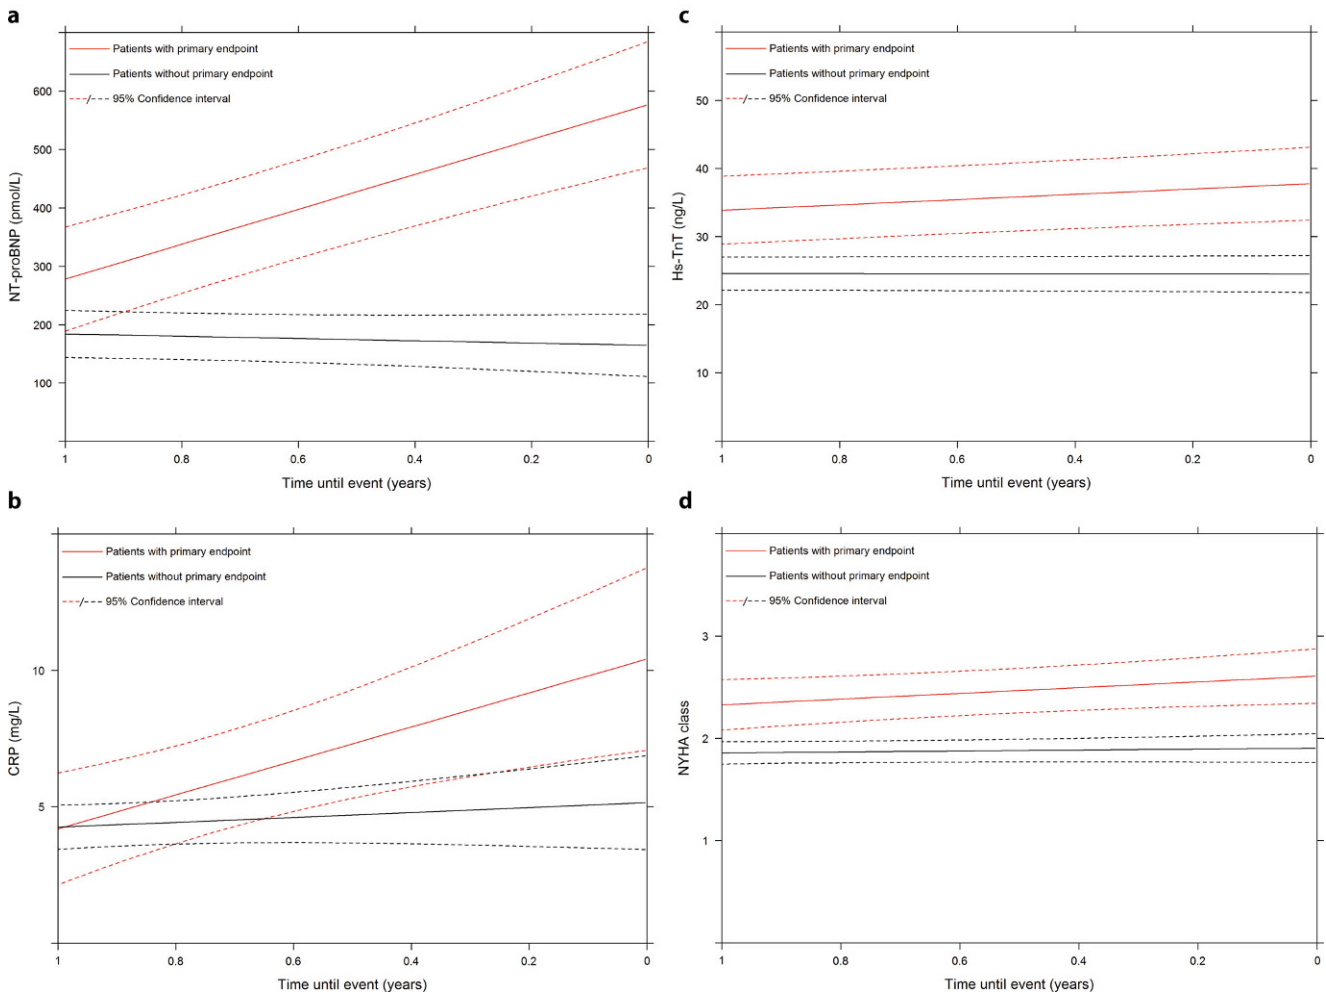 a
Patients with primary endpoint
Patients without primary endpoint
95% Confidence interval
NT-proBNP (pmol/L)
600
500
400
300
200
100
1 0.8 0.6 0.4 0.2 0
Time until event (years)
c
Patients with primary endpoint
Patients without primary endpoint
95% Confidence interval
Hs-TnT (ng/L)
50
40
30
20
10
1 0.8 0.6 0.4 0.2 0
Time until event (years)
b
Patients with primary endpoint
Patients without primary endpoint
95% Confidence interval
CRP (mg/L)
10
5
1 0.8 0.6 0.4 0.2 0
Time until event (years)
d
Patients with primary endpoint
Patients without primary endpoint
95% Confidence interval
NYHA class
3
2
1
1 0.8 0.6 0.4 0.2 0
Time until event (years)